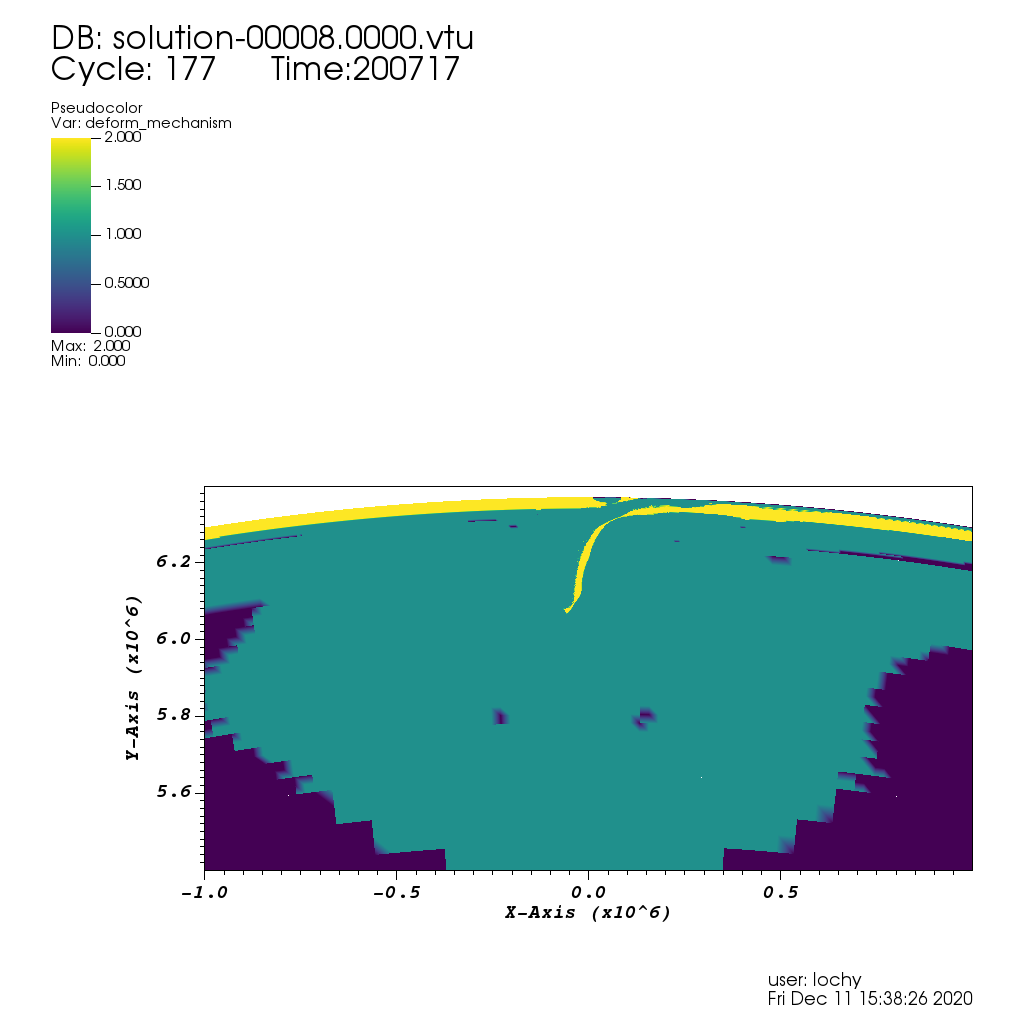 DB: solution-00008.0000.vtu
Cycle: 177 Time:200717
Pseudocolor
Var: deform_mechanism
2.000
1.500
1.000
0.5000
0.000
Max: 2.000
Min: 0.000
6.2
6.0
5.8
5.6
Y-Axis (x10^6)
-1.0 -0.5 0.0 0.5
X-Axis (x10^6)
user: lochy
Fri Dec 11 15:38:26 2020